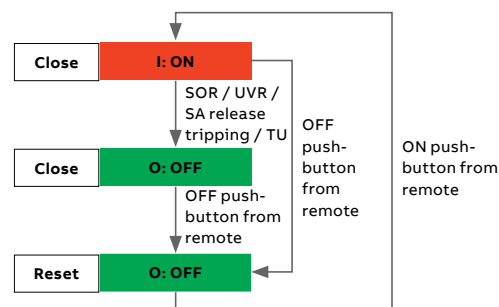 Close
I: ON
SOR / UVR /
SA release
tripping / TU
OFF
push-
button
from
remote
ON push-
button from
remote
Close
O: OFF
OFF push-
button from
remote
Reset
O: OFF